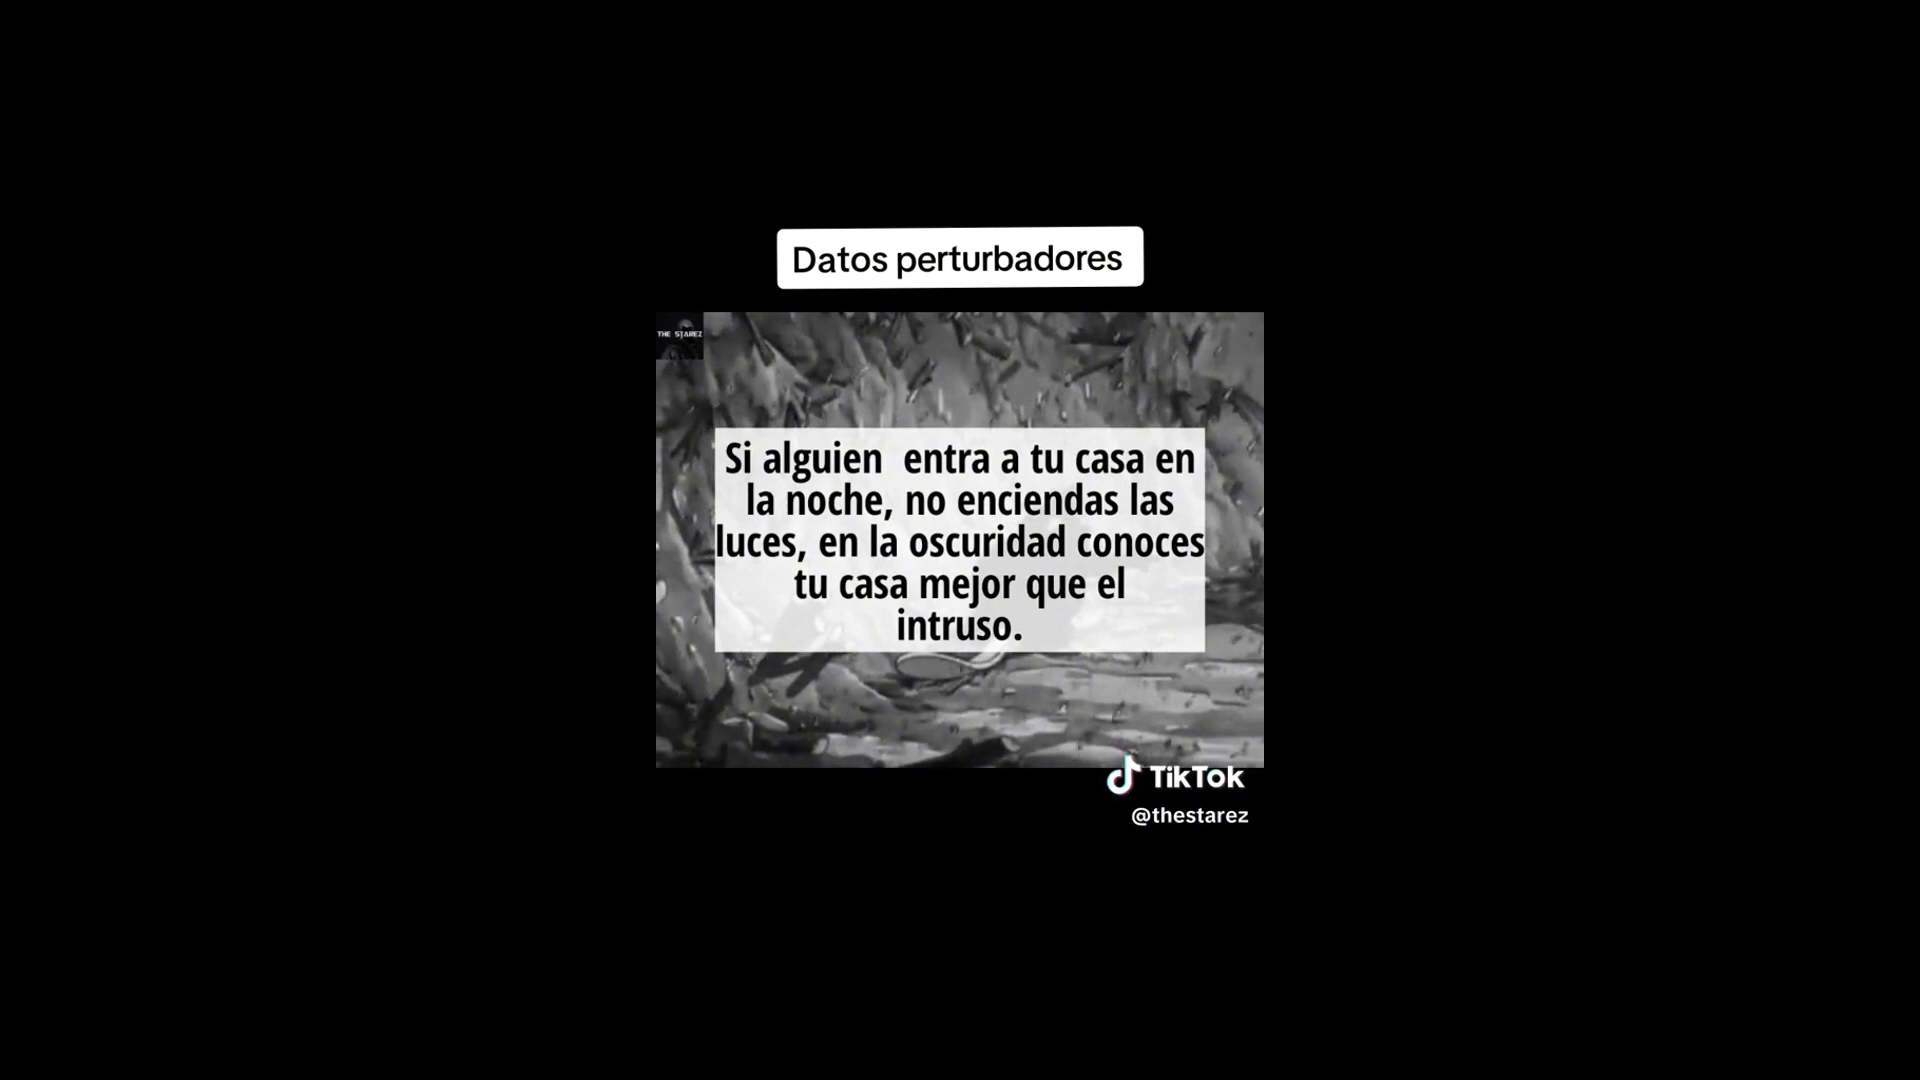 Datos perturbadores
THE STAREZ
Si alguien  entra a tu casa en
la noche, no enciendas las
luces, en la oscuridad conoces
tu casa mejor que el
intruso.
TikTok
@thestarez